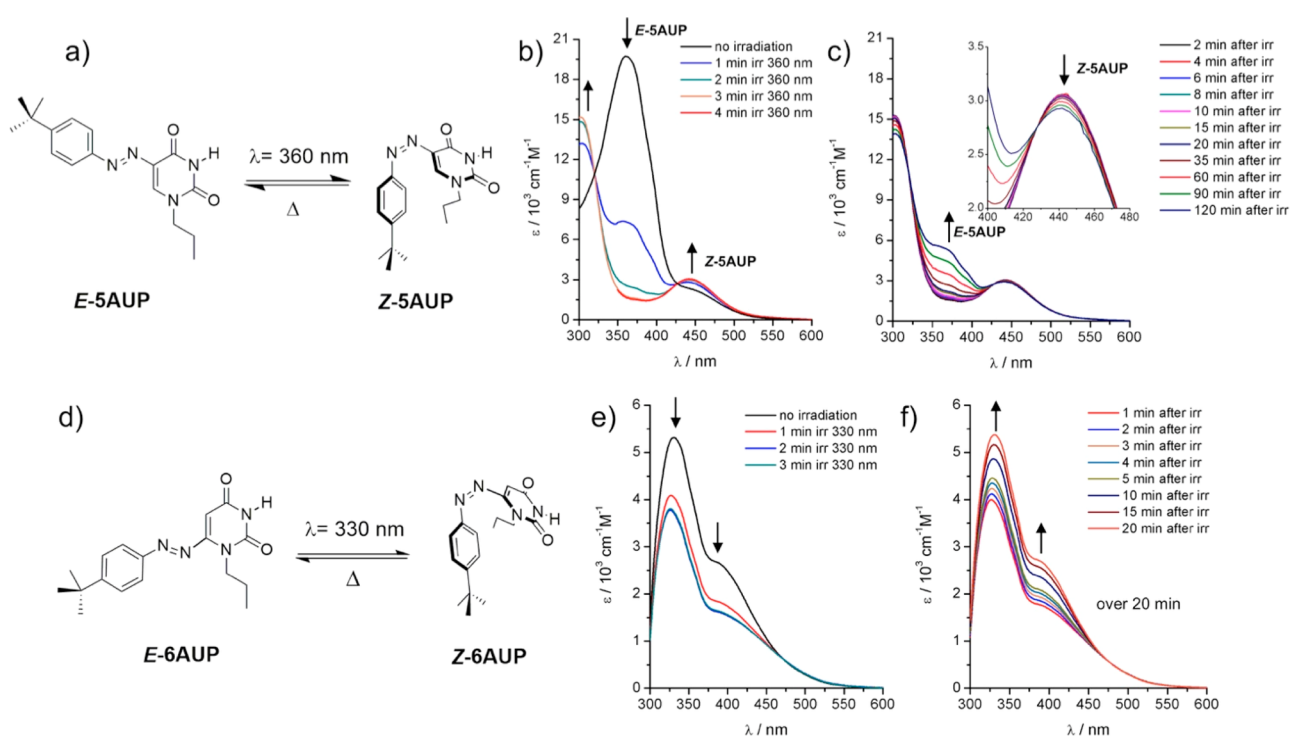 a)
N
N
O
N
H
N
O
E-5AUP
λ= 360 nm
Δ
N
N
O
N
H
N
O
Z-5AUP
b)
E-5AUP
no irradiation
1 min irr 360 nm
2 min irr 360 nm
3 min irr 360 nm
4 min irr 360 nm
Z-5AUP
21
18
15
12
9
6
3
0
ε / 10³ cm⁻¹M⁻¹
300 350 400 450 500 550 600
λ / nm
c)
21
18
15
12
9
6
3
0
ε / 10³ cm⁻¹M⁻¹
3.5
3.0
2.5
2.0
400 420 440 460 480
Z-5AUP
E-5AUP
300 350 400 450 500 550 600
λ / nm
2 min after irr
4 min after irr
6 min after irr
8 min after irr
10 min after irr
15 min after irr
20 min after irr
35 min after irr
60 min after irr
90 min after irr
120 min after irr
d)
N
N
O
N
H
N
O
E-6AUP
λ= 330 nm
Δ
N
N
O
N
H
N
O
Z-6AUP
e)
no irradiation
1 min irr 330 nm
2 min irr 330 nm
3 min irr 330 nm
6
5
4
3
2
1
0
ε / 10³ cm⁻¹M⁻¹
300 350 400 450 500 550 600
λ / nm
f)
6
5
4
3
2
1
0
ε / 10³ cm⁻¹M⁻¹
1 min after irr
2 min after irr
3 min after irr
4 min after irr
5 min after irr
10 min after irr
15 min after irr
20 min after irr
over 20 min
300 350 400 450 500 550 600
λ / nm